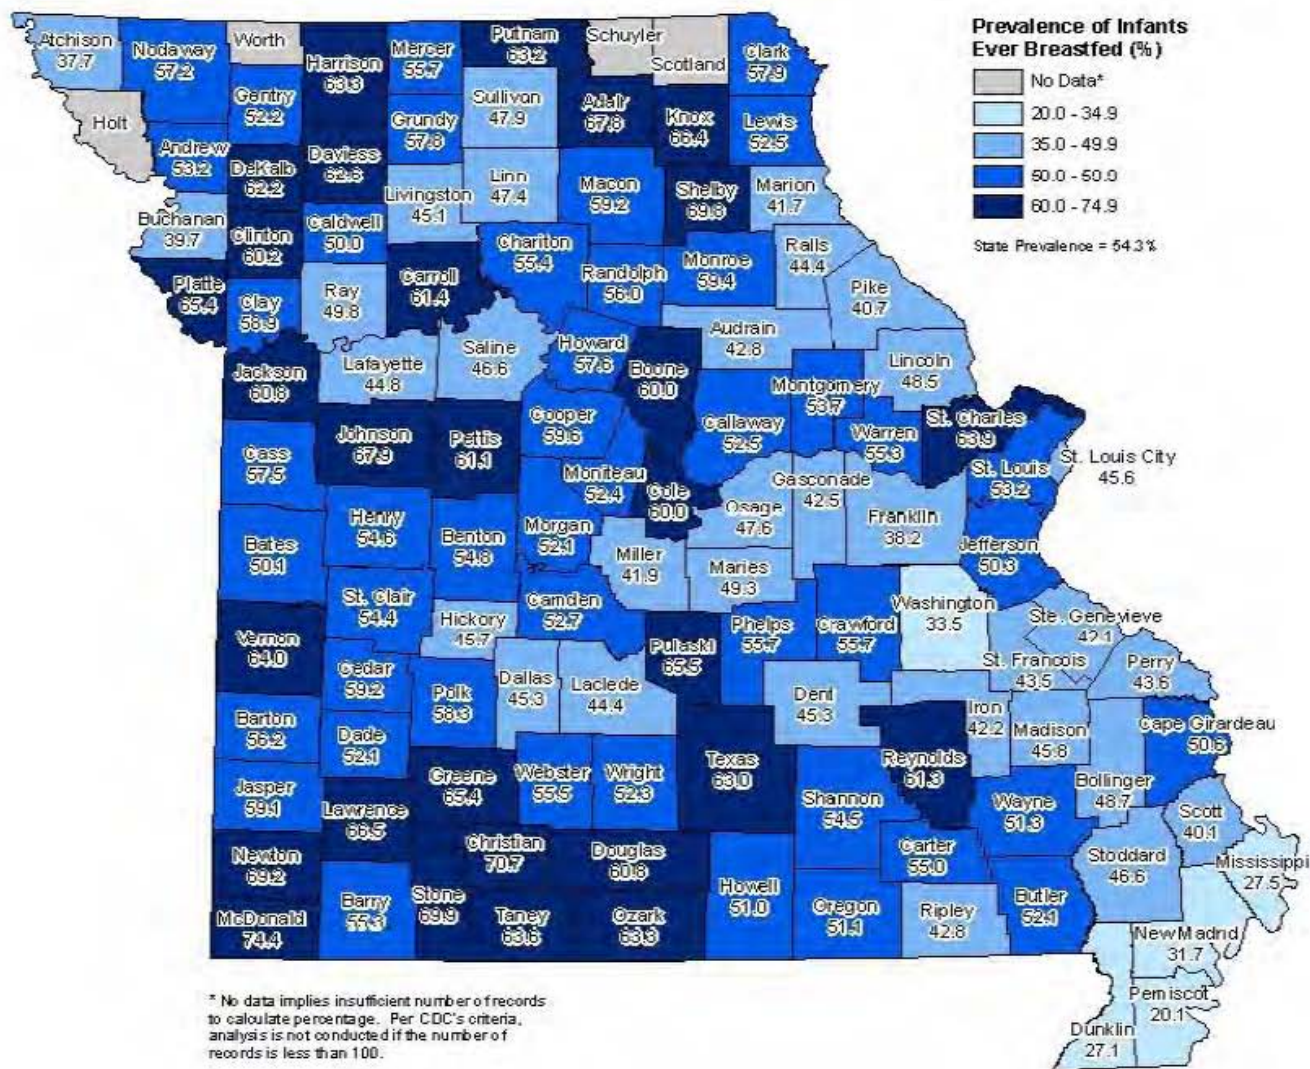 Prevalence of Infants
Ever Breastfed (%)
No Data*
20.0 - 34.9
35.0 - 49.9
50.0 - 50.9
60.0 - 74.9
State Prevalence = 54.3%
Atchison
37.7
Nodaway
57.2
Worth
Harrison
63.3
Mercer
55.7
Putnam
63.2
Schuyler
Scotland
Clark
57.9
Holt
Gentry
52.2
Sullivan
47.9
Adair
67.8
Knox
66.4
Lewis
52.5
Andrew
53.2
DeKalb
62.2
Daviess
62.6
Grundy
57.8
Livingston
45.1
Linn
47.4
Macon
59.2
Shelby
69.8
Marion
41.7
Buchanan
39.7
Clinton
60.2
Caldwell
50.0
Chariton
55.4
Randolph
56.0
Monroe
59.4
Ralls
44.4
Platte
65.4
Clay
58.9
Ray
49.8
Carroll
61.4
Pike
40.7
Jackson
60.8
Lafayette
44.8
Saline
46.6
Howard
57.6
Boone
60.0
Audrain
42.8
Lincoln
48.5
Montgomery
53.7
Callaway
52.5
Warren
55.3
St. Charles
63.9
St. Louis
53.2
St. Louis City
45.6
Cass
57.5
Johnson
67.9
Pettis
61.1
Cooper
59.6
Moniteau
52.4
Cole
60.0
Osage
47.6
Gasconade
42.5
Franklin
38.2
Jefferson
50.3
Bates
50.1
Henry
54.6
Benton
54.8
Morgan
52.1
Miller
41.9
Maries
49.3
St. Clair
54.4
Hickory
45.7
Camden
52.7
Pulaski
65.5
Phelps
55.7
Crawford
55.7
Washington
33.5
Ste. Genevieve
42.1
St. Francois
43.5
Perry
43.6
Vernon
64.0
Cedar
59.2
Polk
58.3
Dallas
45.3
Laclede
44.4
Dent
45.3
Iron
42.2
Madison
45.8
Cape Girardeau
50.6
Barton
56.2
Dade
52.1
Greene
65.4
Webster
55.5
Wright
52.3
Texas
63.0
Reynolds
61.3
Bollinger
48.7
Jasper
59.1
Lawrence
66.5
Christian
70.7
Douglas
60.8
Shannon
54.5
Wayne
51.3
Scott
40.1
Newton
69.2
Carter
55.0
Stoddard
46.6
Mississippi
27.5
McDonald
74.4
Barry
55.3
Stone
69.9
Taney
63.6
Ozark
63.3
Howell
51.0
Oregon
51.1
Ripley
42.8
Butler
52.1
New Madrid
31.7
Pemiscot
20.1
Dunklin
27.1
* No data implies insufficient number of records
to calculate percentage. Per CDC's criteria,
analysis is not conducted if the number of
records is less than 100.